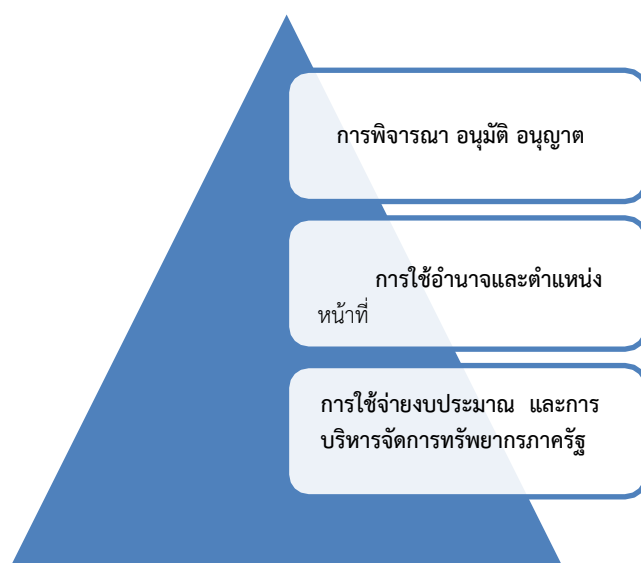 การพิจารณา อนุมัติ อนุญาต
การใช้อำนาจและตำแหน่ง
หน้าที่
การใช้จ่ายงบประมาณ และการ
บริหารจัดการทรัพยากรภาครัฐ